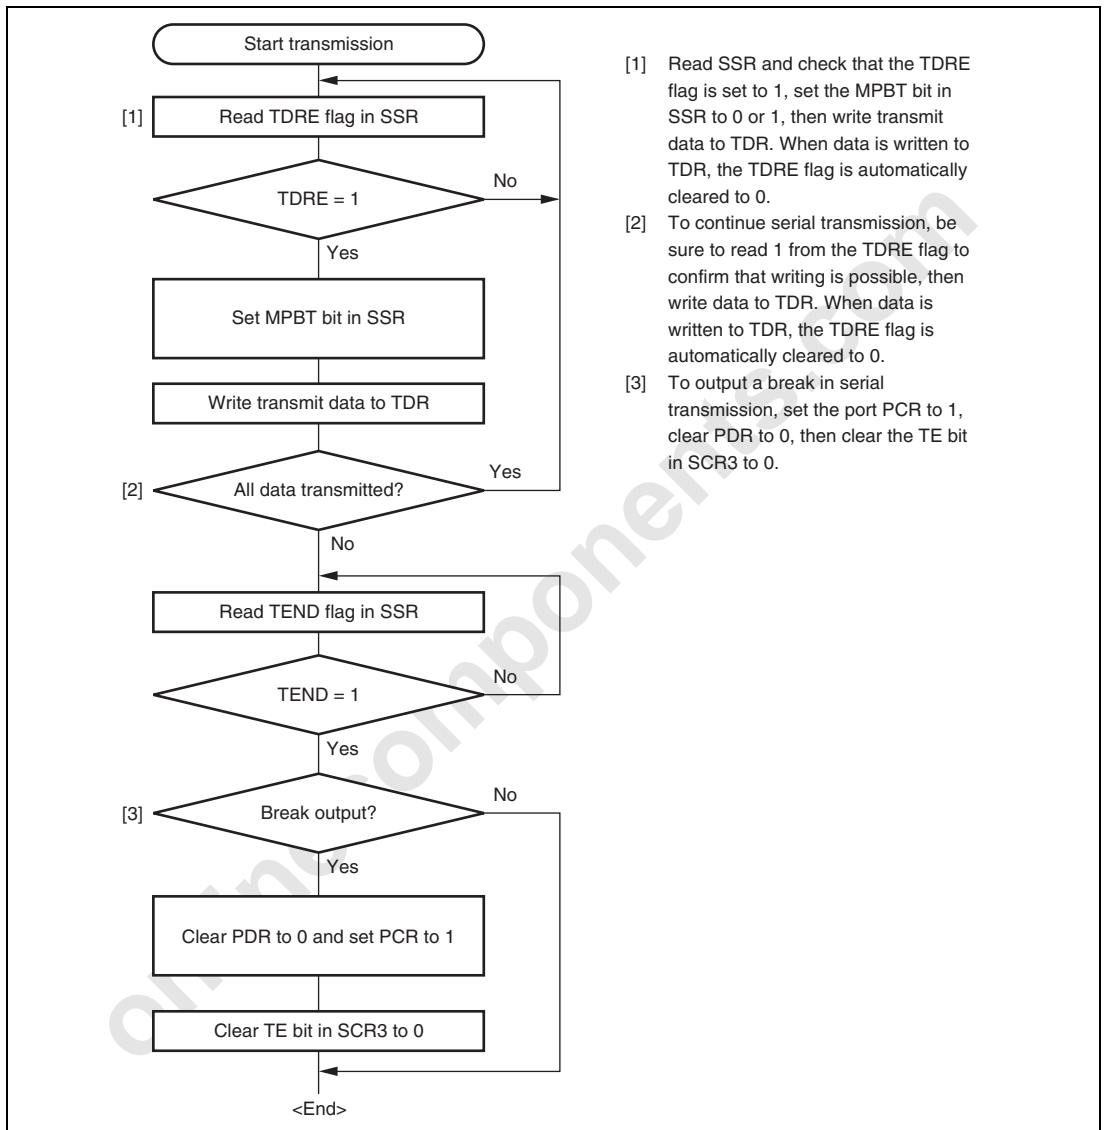 Start transmission
[1]
Read TDRE flag in SSR
TDRE = 1
No
Yes
Set MPBT bit in SSR
Write transmit data to TDR
[2]
All data transmitted?
Yes
No
Read TEND flag in SSR
TEND = 1
No
Yes
[3]
Break output?
No
Yes
Clear PDR to 0 and set PCR to 1
Clear TE bit in SCR3 to 0
<End>
[1] Read SSR and check that the TDRE
flag is set to 1, set the MPBT bit in
SSR to 0 or 1, then write transmit
data to TDR. When data is written to
TDR, the TDRE flag is automatically
cleared to 0.
[2] To continue serial transmission, be
sure to read 1 from the TDRE flag to
confirm that writing is possible, then
write data to TDR. When data is
written to TDR, the TDRE flag is
automatically cleared to 0.
[3] To output a break in serial
transmission, set the port PCR to 1,
clear PDR to 0, then clear the TE bit
in SCR3 to 0.
onlinecomponents.com